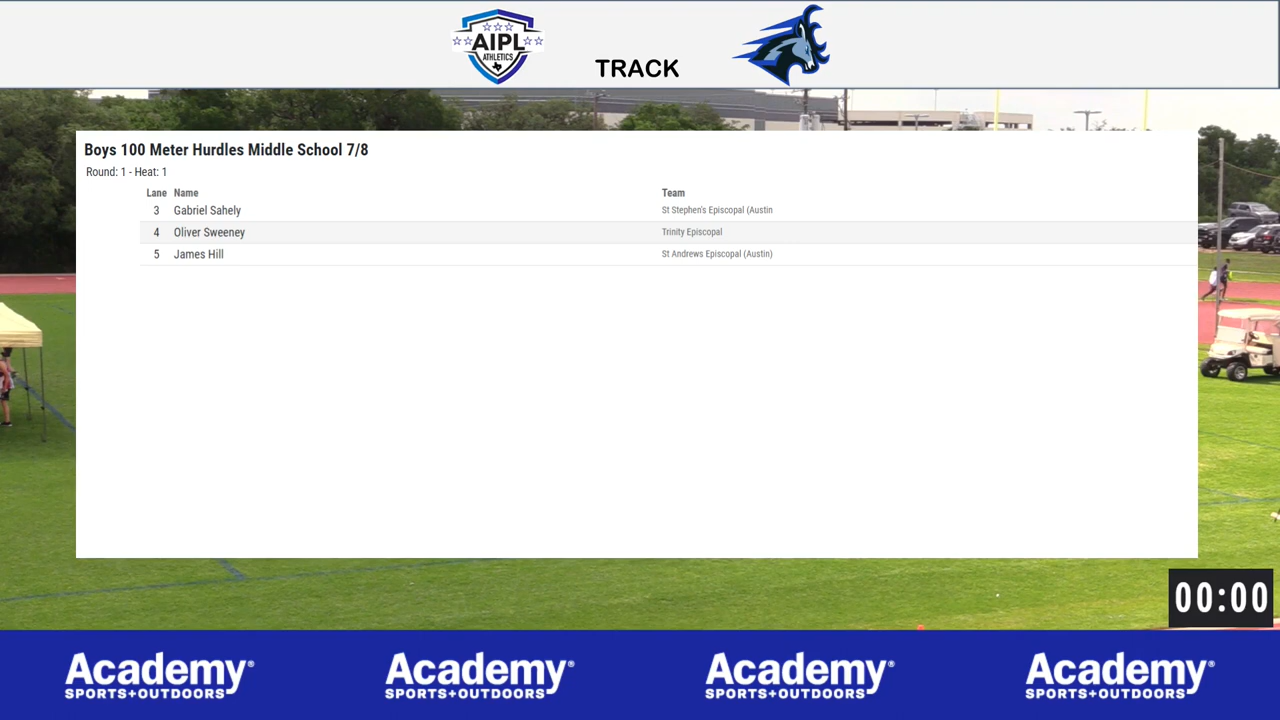 AIPL
ATHLETICS
TRACK
Boys 100 Meter Hurdles Middle School 7/8
Round: 1 - Heat: 1
Lane Name Team
3 Gabriel Sahely St Stephen's Episcopal (Austin
4 Oliver Sweeney Trinity Episcopal
5 James Hill St Andrews Episcopal (Austin)
00:00
Academy® Academy® Academy® Academy®
SPORTS+OUTDOORS SPORTS+OUTDOORS SPORTS+OUTDOORS SPORTS+OUTDOORS